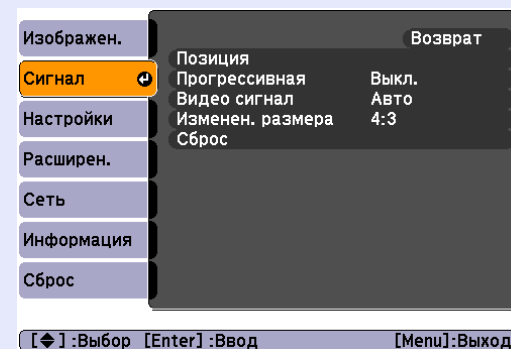 Изображен.
Сигнал
Настройки
Расширен.
Сеть
Информация
Сброс
Возврат
Позиция
Прогрессивная Выкл.
Видео сигнал Авто
Изменен. размера 4:3
Сброс
[◆] :Выбор [Enter] :Ввод [Menu]:Выход